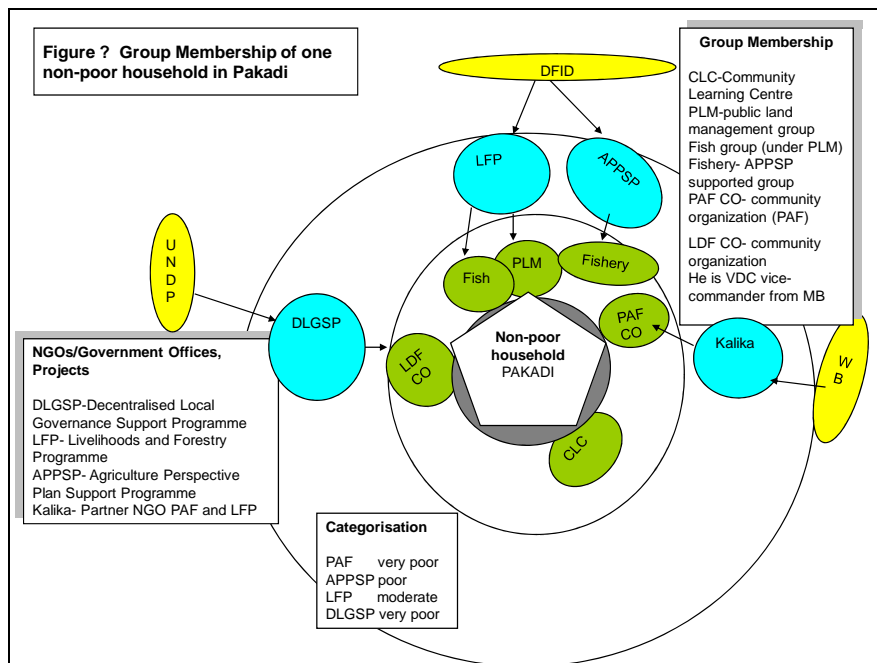 Figure ? Group Membership of one
non-poor household in Pakadi
DFID
Group Membership
CLC-Community
Learning Centre
PLM-public land
management group
Fish group (under PLM)
Fishery- APPSP
supported group
PAF CO- community
organization (PAF)
LDF CO- community
organization
He is VDC vice-
commander from MB
LFP
APPSP
UNDP
Fish
PLM
Fishery
DLGSP
PAF
CO
Kalika
WB
Non-poor
household
PAKADI
LDF
CO
CLC
NGOs/Government Offices,
Projects
DLGSP-Decentralised Local
Governance Support Programme
LFP- Livelihoods and Forestry
Programme
APPSP- Agriculture Perspective
Plan Support Programme
Kalika- Partner NGO PAF and LFP
Categorisation
PAF very poor
APPSP poor
LFP moderate
DLGSP very poor